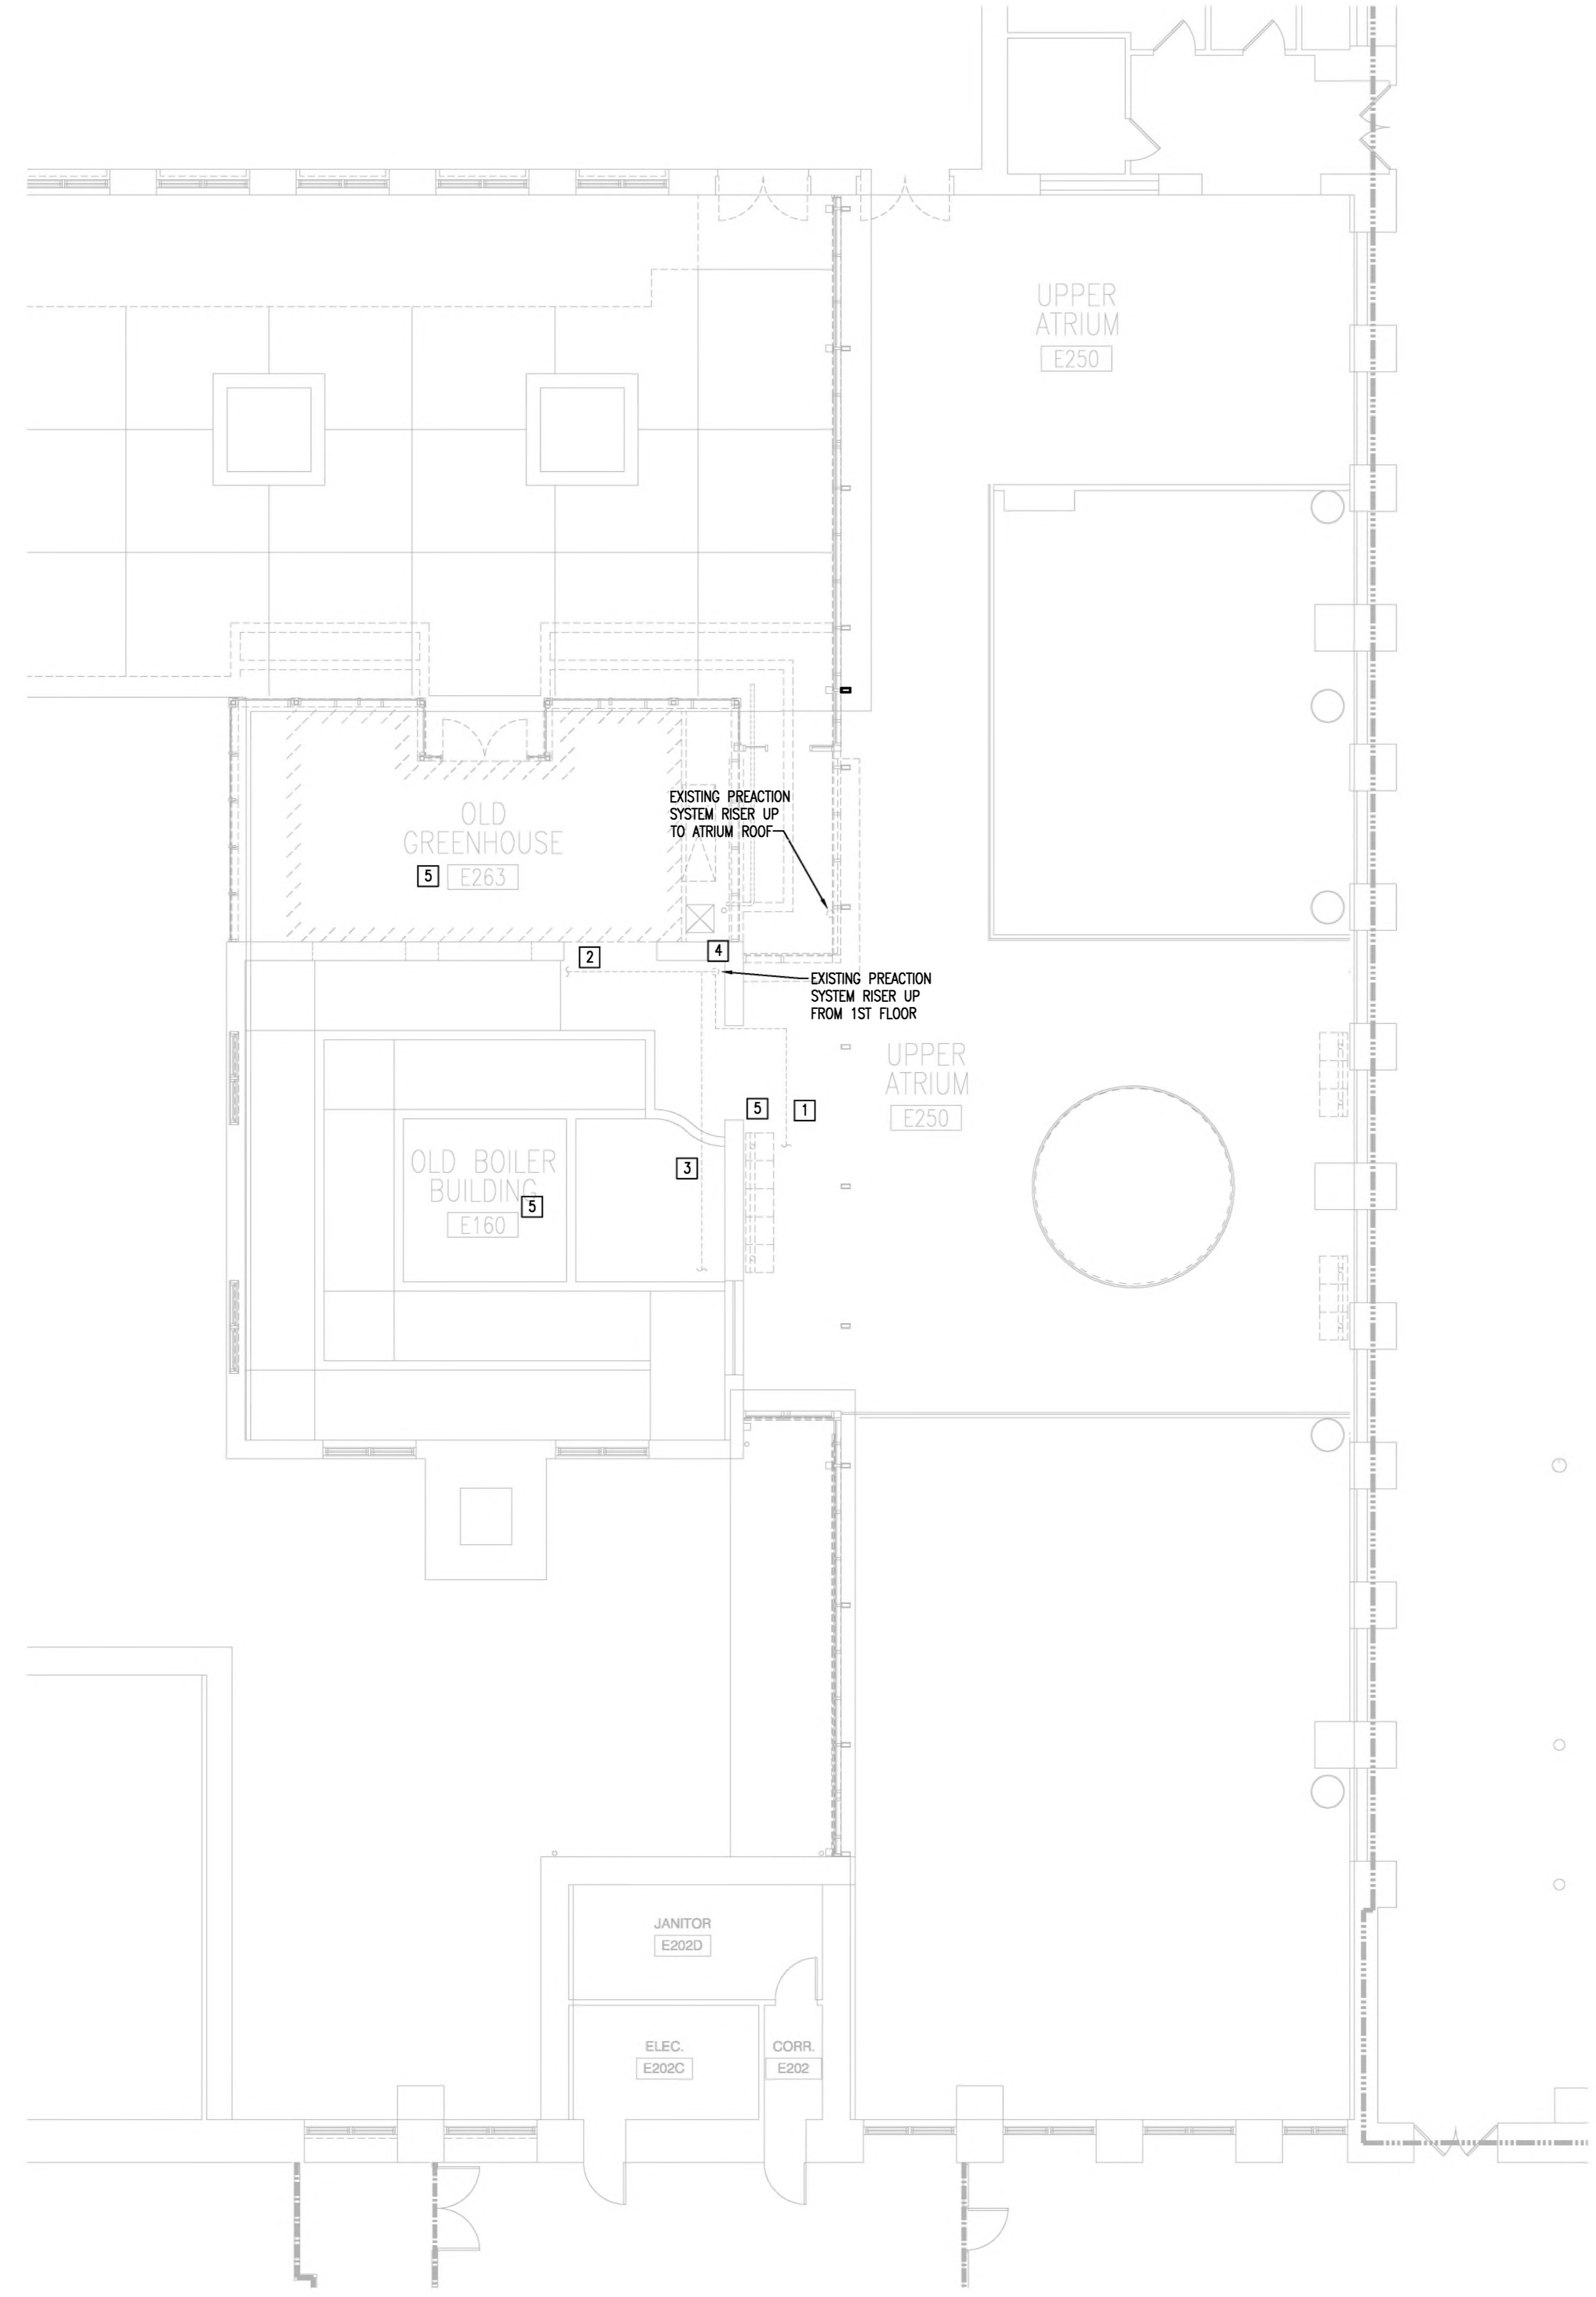 UPPER
ATRIUM
E250
EXISTING PREACTION
SYSTEM RISER UP
TO ATRIUM ROOF
OLD
GREENHOUSE
5
E263
2
4
EXISTING PREACTION
SYSTEM RISER UP
FROM 1ST FLOOR
UPPER
ATRIUM
E250
5
1
OLD BOILER
BUILDING
5
E160
3
JANITOR
E202D
ELEC.
E202C
CORR.
E202